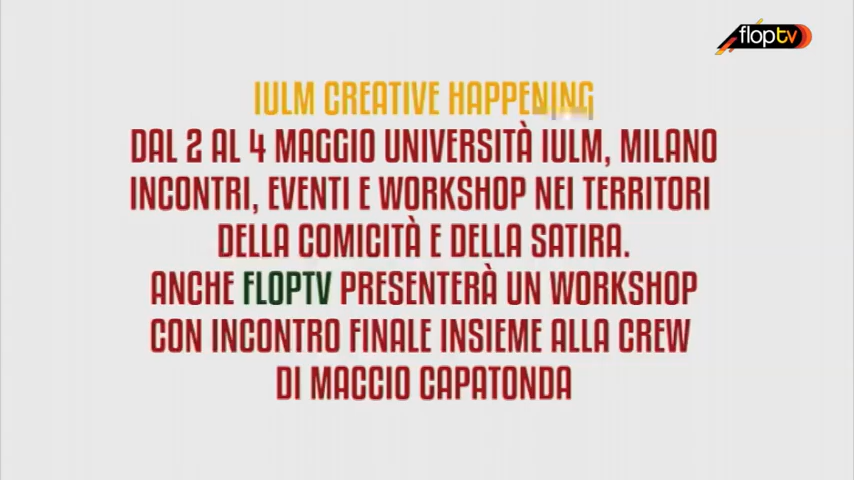 floptv
IULM CREATIVE HAPPENING
DAL 2 AL 4 MAGGIO UNIVERSITÀ IULM, MILANO
INCONTRI, EVENTI E WORKSHOP NEI TERRITORI
DELLA COMICITÀ E DELLA SATIRA.
ANCHE FLOPTV PRESENTERÀ UN WORKSHOP
CON INCONTRO FINALE INSIEME ALLA CREW
DI MACCIO CAPATONDA